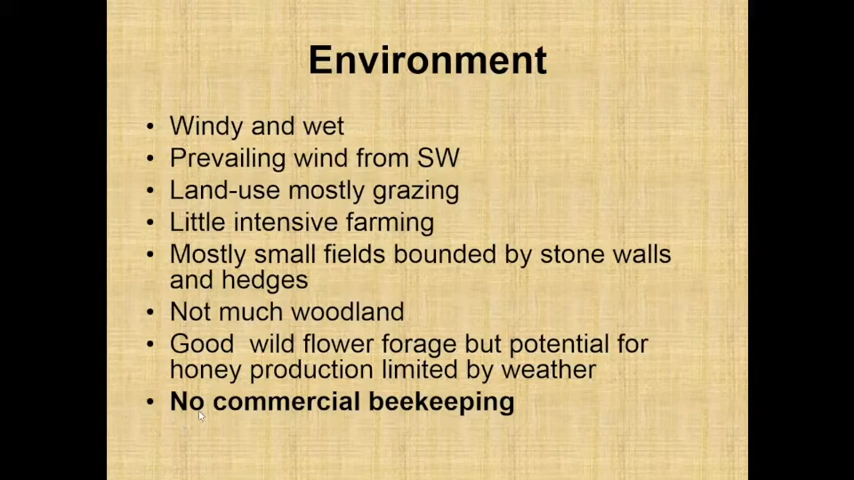 Environment
• Windy and wet
• Prevailing wind from SW
• Land-use mostly grazing
• Little intensive farming
• Mostly small fields bounded by stone walls
and hedges
• Not much woodland
• Good wild flower forage but potential for
honey production limited by weather
• No commercial beekeeping